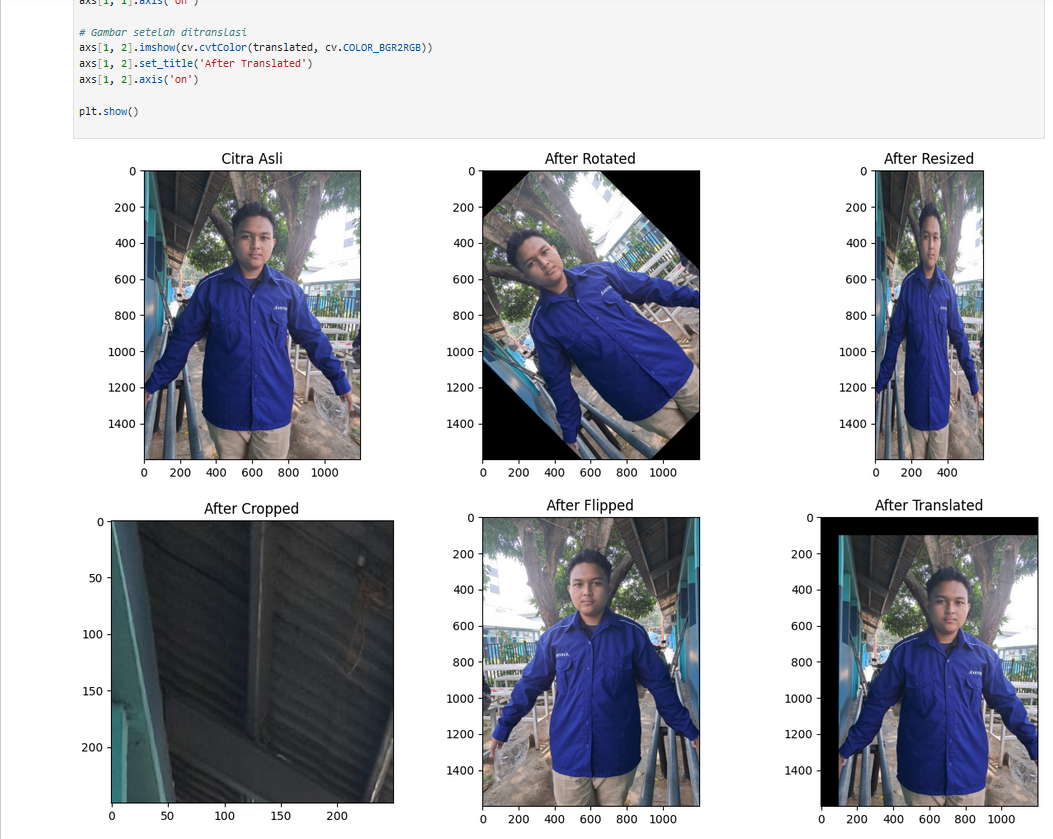 axs[1, 1].axis('on')
# Gambar setelah ditranslasi
axs[1, 2].imshow(cv.cvtColor(translated, cv.COLOR_BGR2RGB))
axs[1, 2].set_title('After Translated')
axs[1, 2].axis('on')
plt.show()
Citra Asli
0
200
400
600
800
1000
1200
1400
0 200 400 600 800 1000
After Rotated
0
200
400
600
800
1000
1200
1400
0 200 400 600 800 1000
After Resized
0
200
400
600
800
1000
1200
1400
0 200 400
After Cropped
0
50
100
150
200
0 50 100 150 200
After Flipped
0
200
400
600
800
1000
1200
1400
0 200 400 600 800 1000
After Translated
0
200
400
600
800
1000
1200
1400
0 200 400 600 800 1000